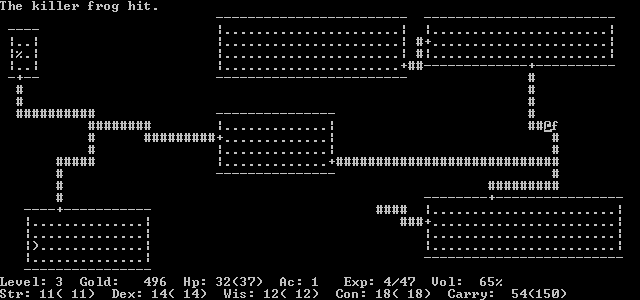 The killer frog hit.
Level: 3 Gold: 496 Hp: 32(37) Ac: 1 Exp: 4/47 Vol: 65%
Str: 11( 11) Dex: 14( 14) Wis: 12( 12) Con: 18( 18) Carry: 54(150)